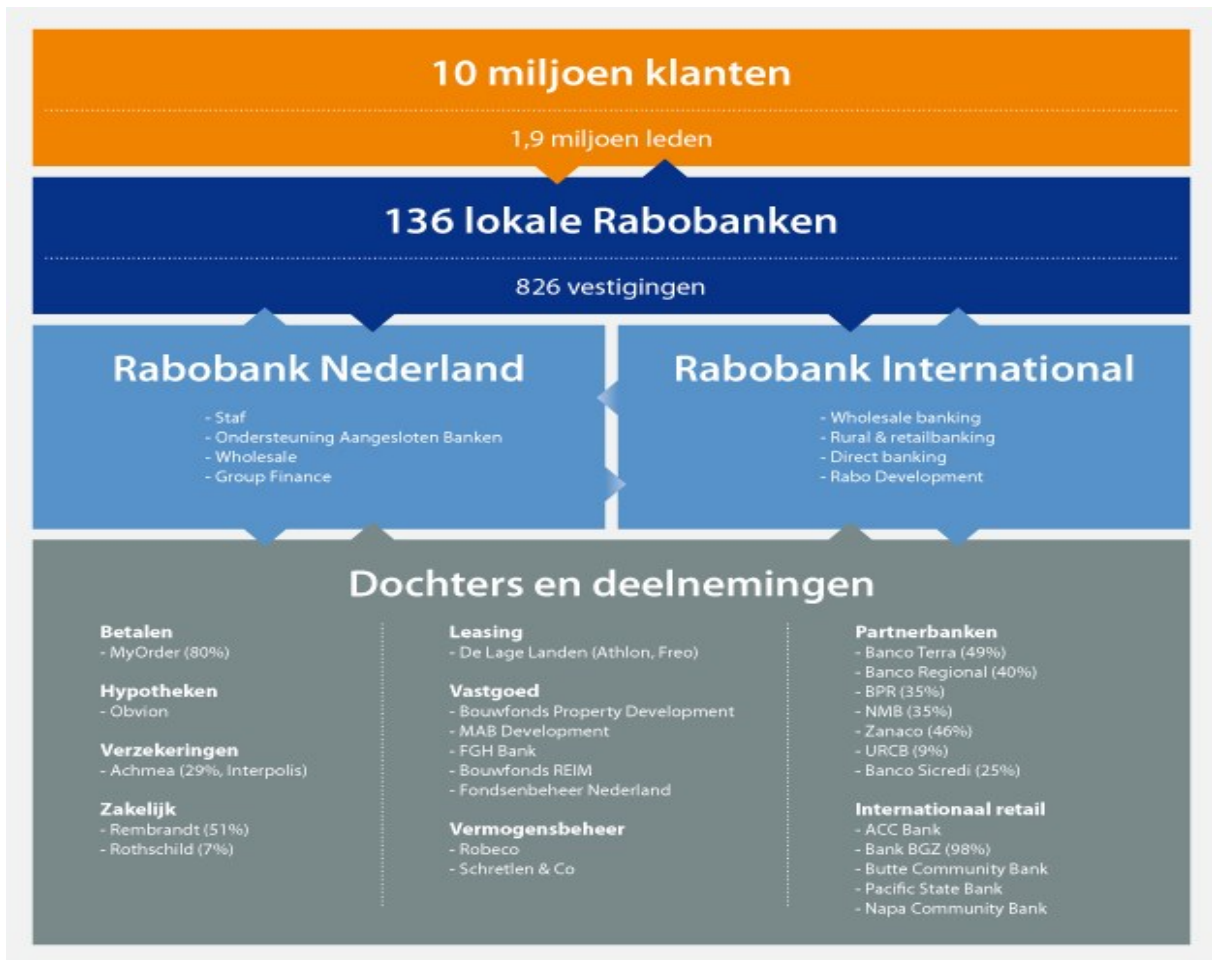 10 miljoen klanten
1,9 miljoen leden
136 lokale Rabobanken
826 vestigingen
Rabobank Nederland
- Staf
- Ondersteuning Aangesloten Banken
- Wholesale
- Group Finance
Rabobank International
- Wholesale banking
- Rural & retailbanking
- Direct banking
- Rabo Development
Dochters en deelnemingen
Betalen
- MyOrder (80%)
Hypotheken
- Obvion
Verzekeringen
- Achmea (29%, Interpolis)
Zakelijk
- Rembrandt (51%)
- Rothschild (7%)
Leasing
- De Lage Landen (Athlon, Freo)
Vastgoed
- Bouwfonds Property Development
- MAB Development
- FGH Bank
- Bouwfonds REIM
- Fondsenbeheer Nederland
Vermogensbeheer
- Robeco
- Schretlen & Co
Partnerbanken
- Banco Terra (49%)
- Banco Regional (40%)
- BPR (35%)
- NMB (35%)
- Zanaco (46%)
- URCB (9%)
- Banco Sicredi (25%)
Internationaal retail
- ACC Bank
- Bank BGZ (98%)
- Butte Community Bank
- Pacific State Bank
- Napa Community Bank